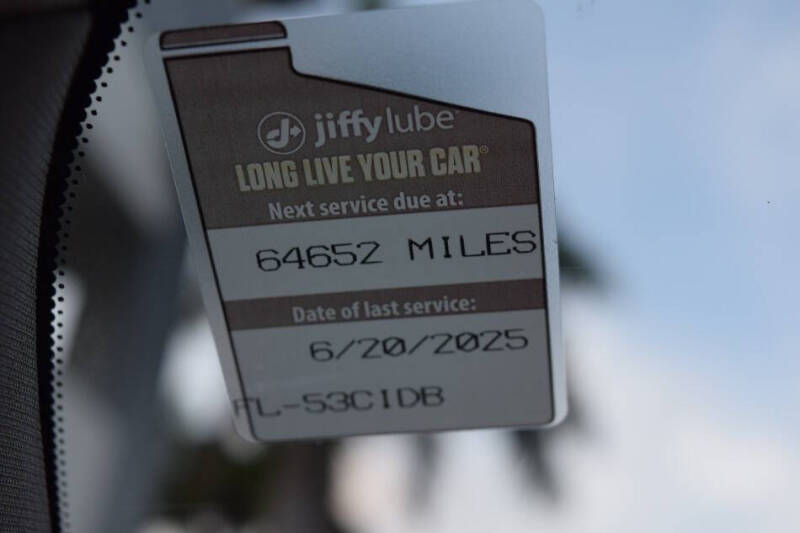 jiffy lube
LONG LIVE YOUR CAR®
Next service due at:
64652 MILES
Date of last service:
6/20/2025
FL-53CIDB